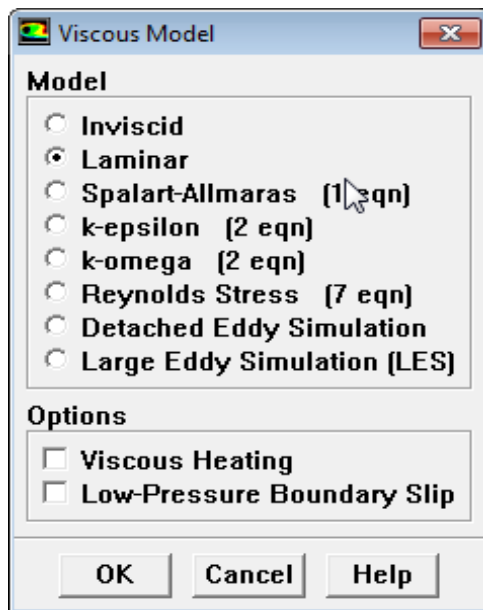 Viscous Model
Model
Inviscid
Laminar
Spalart-Allmaras (1 eqn)
k-epsilon (2 eqn)
k-omega (2 eqn)
Reynolds Stress (7 eqn)
Detached Eddy Simulation
Large Eddy Simulation (LES)
Options
Viscous Heating
Low-Pressure Boundary Slip
OK Cancel Help